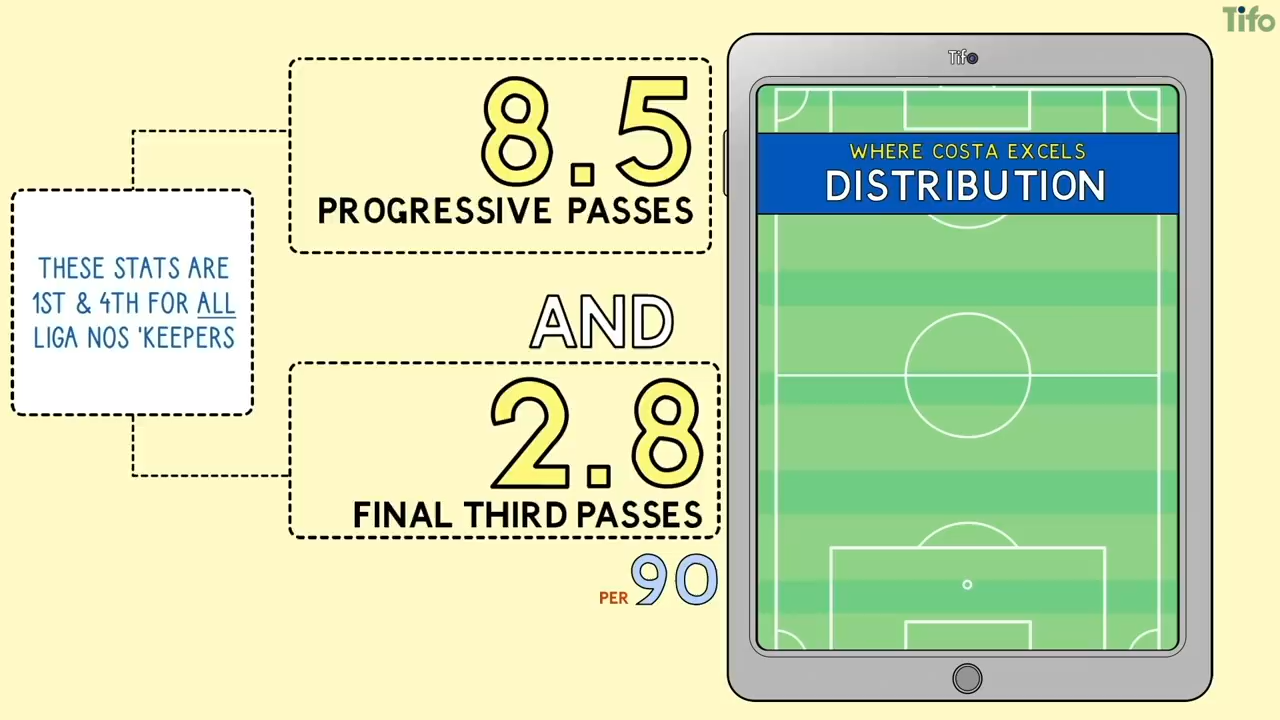 Tifo
Tifo
WHERE COSTA EXCELS
DISTRIBUTION
8.5
PROGRESSIVE PASSES
THESE STATS ARE
1ST & 4TH FOR ALL
LIGA NOS 'KEEPERS
AND
2.8
FINAL THIRD PASSES
PER 90